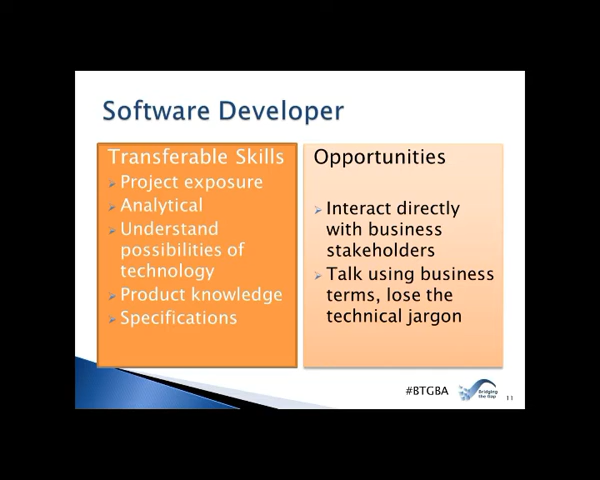 Software Developer
Transferable Skills
Project exposure
Analytical
Understand
possibilities of
technology
Product knowledge
Specifications
Opportunities
Interact directly
with business
stakeholders
Talk using business
terms, lose the
technical jargon
#BTGBA
Bridging
the Gap
11